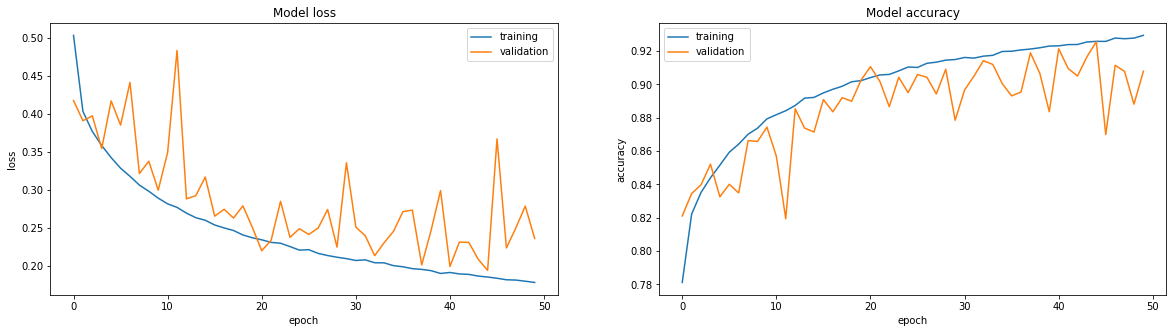 Model loss
training
validation
loss
0.50
0.45
0.40
0.35
0.30
0.25
0.20
0
10
20
30
40
50
epoch
Model accuracy
training
validation
accuracy
0.92
0.90
0.88
0.86
0.84
0.82
0.80
0.78
0
10
20
30
40
50
epoch